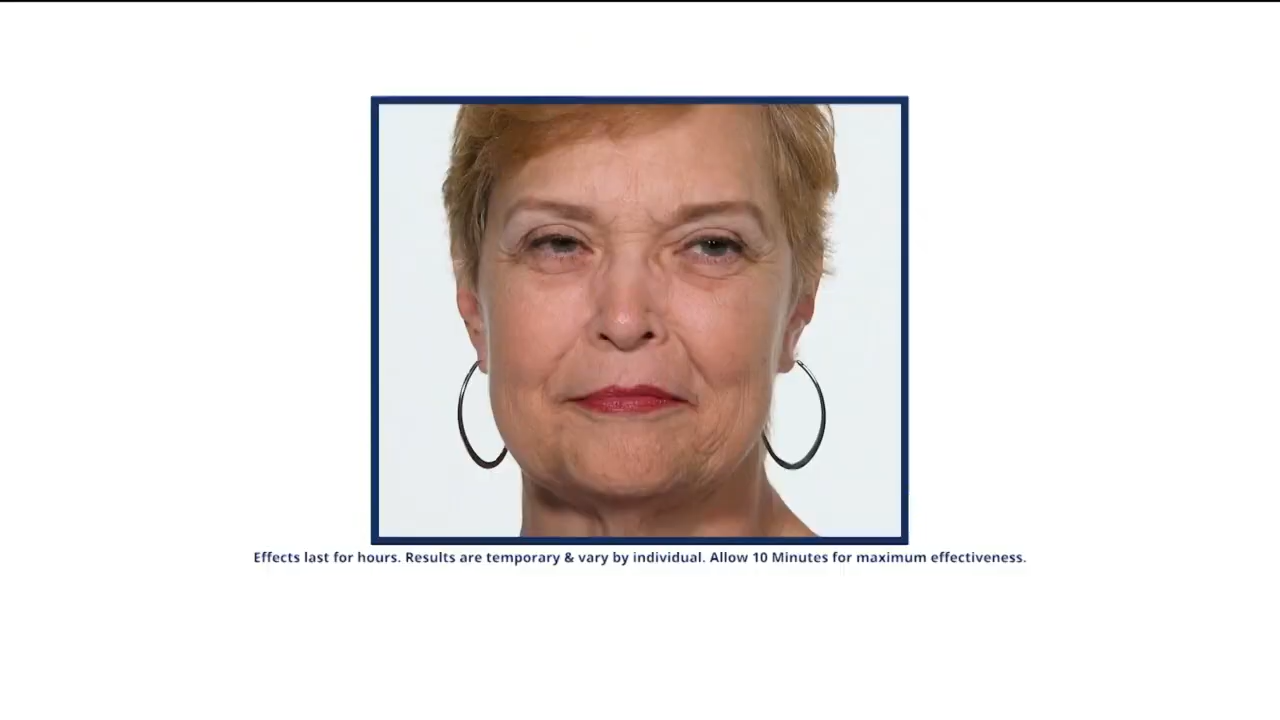 Effects last for hours. Results are temporary & vary by individual. Allow 10 Minutes for maximum effectiveness.